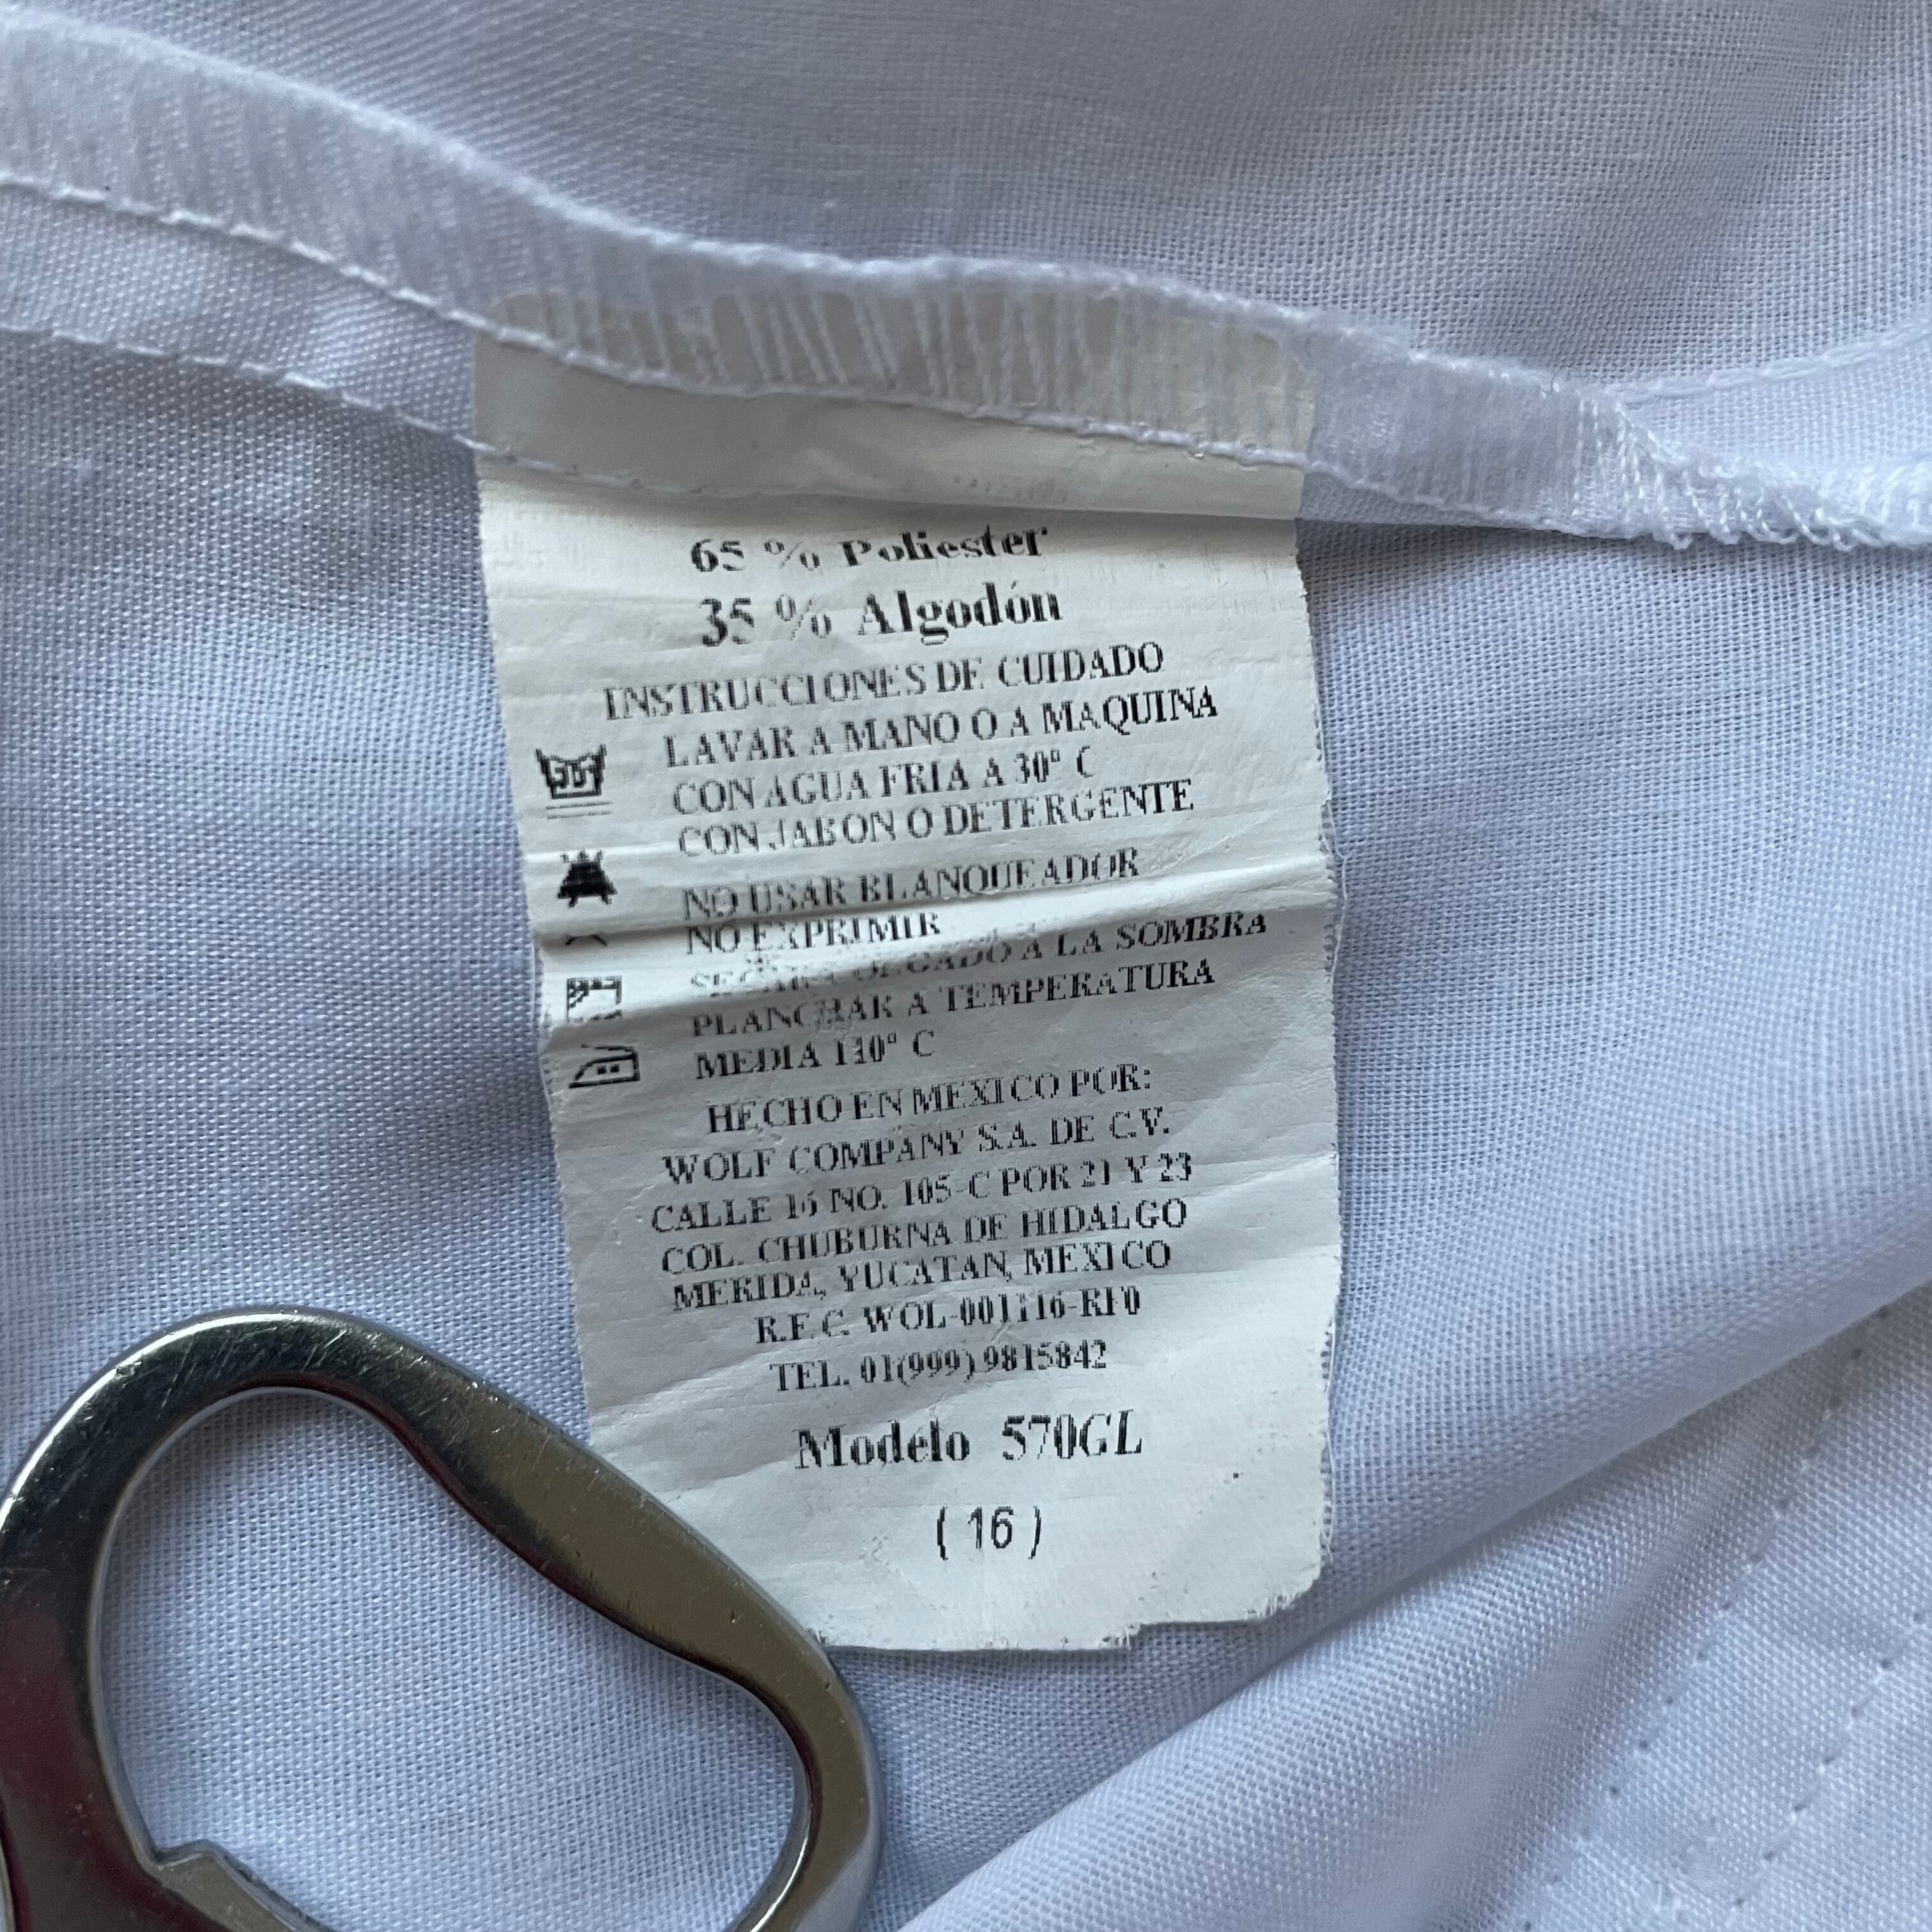 65 % Poliester
35 % Algodón
INSTRUCCIONES DE CUIDADO
LAVAR A MANO O A MAQUINA
CON AGUA FRIA A 30° C
CON JABON O DETERGENTE
NO USAR BLANQUEADOR
NO EXPRIMIR
A LA SOMBRA
PLANCHAR A TEMPERATURA
MEDIA 110° C
HECHO EN MEXICO POR:
WOLF COMPANY S.A. DE C.V.
CALLE 16 NO. 105-C POR 21 Y 23
COL. CHUBURNA DE HIDALGO
MERIDA, YUCATAN, MEXICO
R.F.C. WOL-001116-RF0
TEL. 01(999)9815842
Modelo 570GL
( 16 )